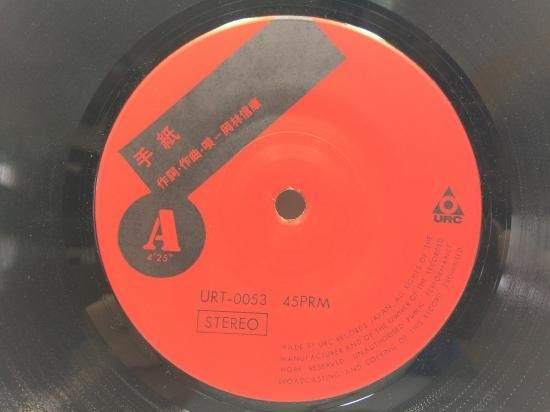 手紙
作詞・作曲・唄－岡林信康
A
4'25"
URC
URT-0053 45PRM
STEREO
MADE BY URC RECORDS, JAPAN. ALL RIGHTS OF THE
MANUFACTURER AND OF THE OWNER OF THE RECORDED
WORK RESERVED. UNAUTHORISED PUBLIC PERFORMANCE,
BROADCASTING AND COPYING OF THIS RECORD PROHIBITED.